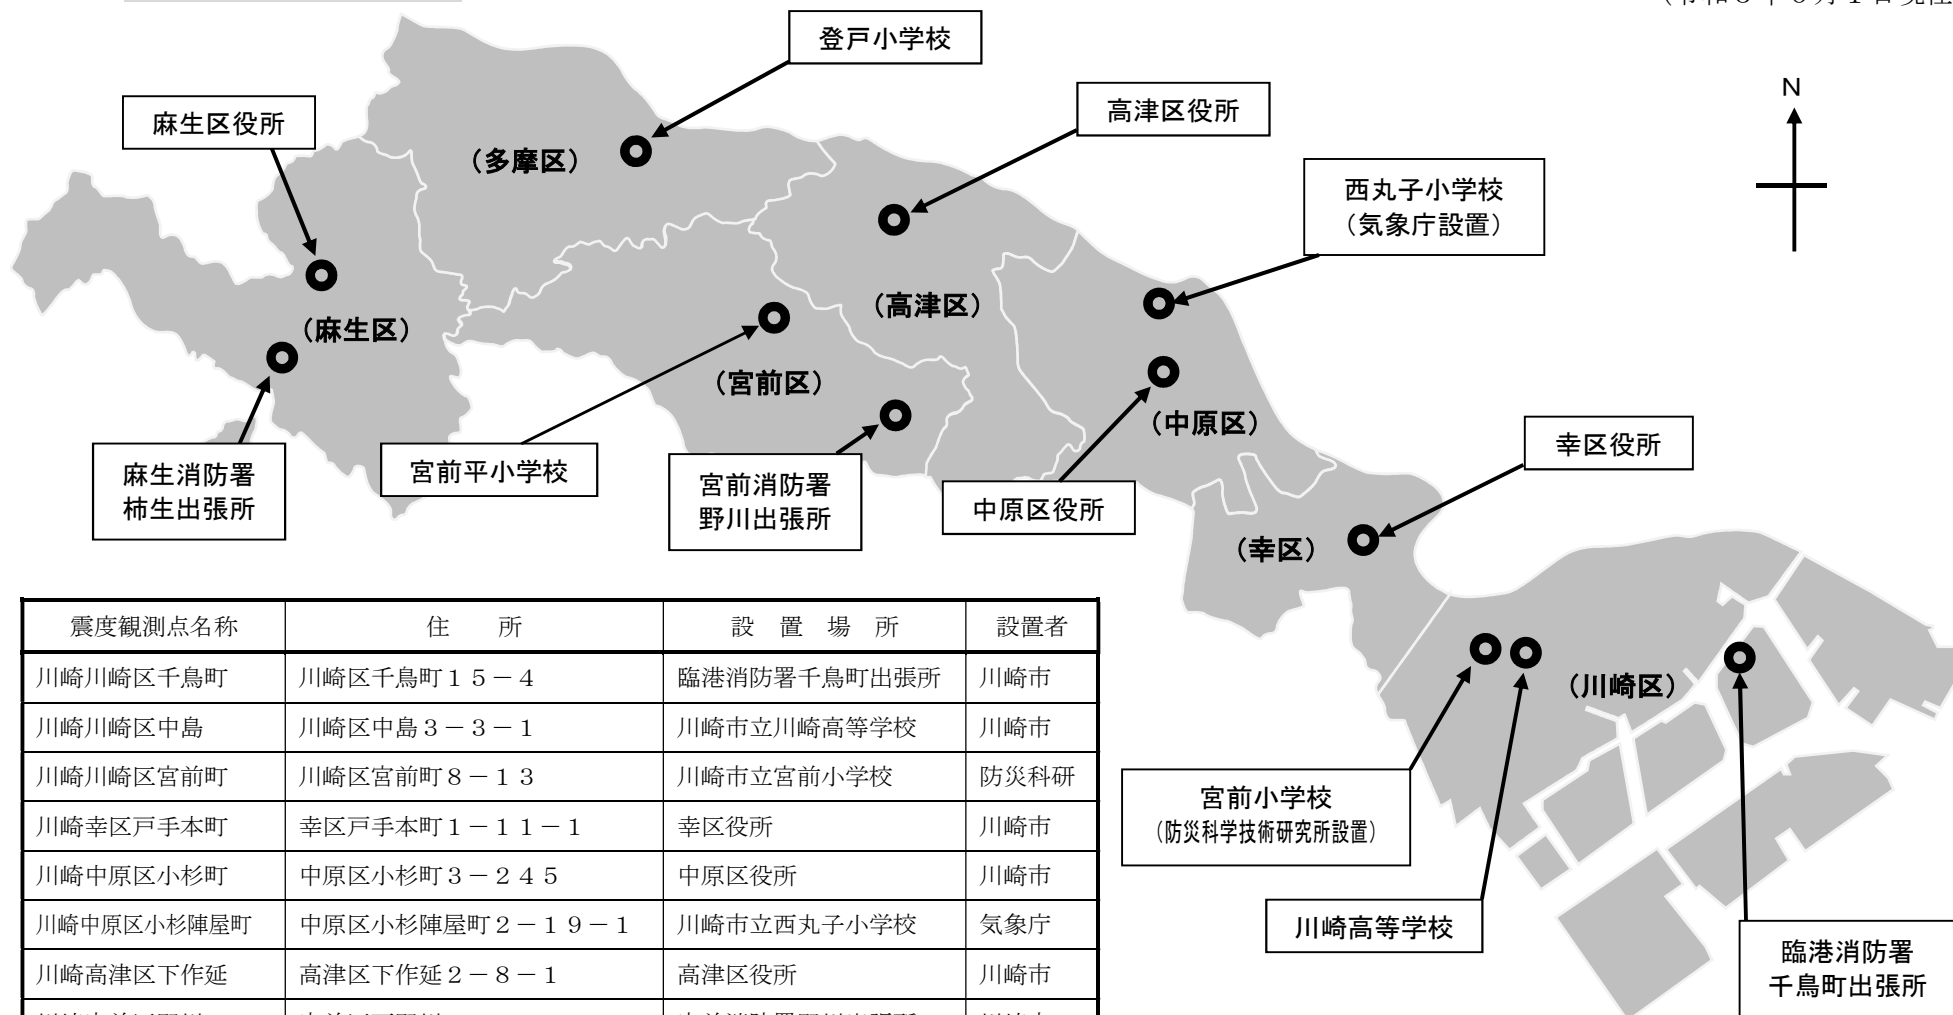 登戸小学校
N
高津区役所
麻生区役所
(多摩区)
西丸子小学校
(気象庁設置)
(高津区)
(麻生区)
(宮前区)
(中原区)
幸区役所
麻生消防署
柿生出張所
宮前平小学校
宮前消防署
野川出張所
中原区役所
(幸区)
(川崎区)
宮前小学校
(防災科学技術研究所設置)
川崎高等学校
臨港消防署
千鳥町出張所
震度観測点名称 住 所 設 置 場 所 設置者
川崎川崎区千鳥町 川崎区千鳥町15-4 臨港消防署千鳥町出張所 川崎市
川崎川崎区中島 川崎区中島3-3-1 川崎市立川崎高等学校 川崎市
川崎川崎区宮前町 川崎区宮前町8-13 川崎市立宮前小学校 防災科研
川崎幸区戸手本町 幸区戸手本町1-11-1 幸区役所 川崎市
川崎中原区小杉町 中原区小杉町3-245 中原区役所 川崎市
川崎中原区小杉陣屋町 中原区小杉陣屋町2-19-1 川崎市立西丸子小学校 気象庁
川崎高津区下作延 高津区下作延2-8-1 高津区役所 川崎市